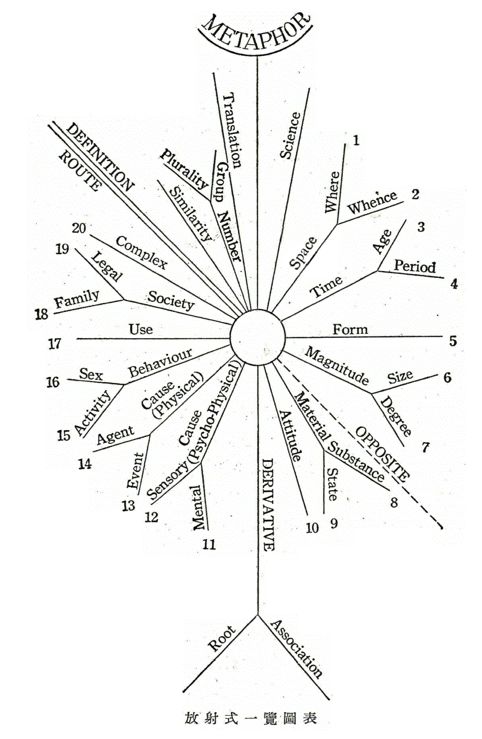 METAPHOR
Translation
Science
Plurality
Group
Number
Similarity
DEFINITION
ROUTE
Where
1
Whence
2
Space
Age
3
Time
Period
4
Form
5
Magnitude
Size
6
Degree
7
OPPOSITE
Material Substance
8
State
9
Attitude
10
DERIVATIVE
Root
Association
Cause
(Psycho-Physical)
Mental
11
Sensory
12
Cause
(Physical)
Event
13
Agent
14
Behaviour
Activity
15
Sex
16
Use
17
Society
Family
18
Legal
19
Complex
20
放射式一覽圖表